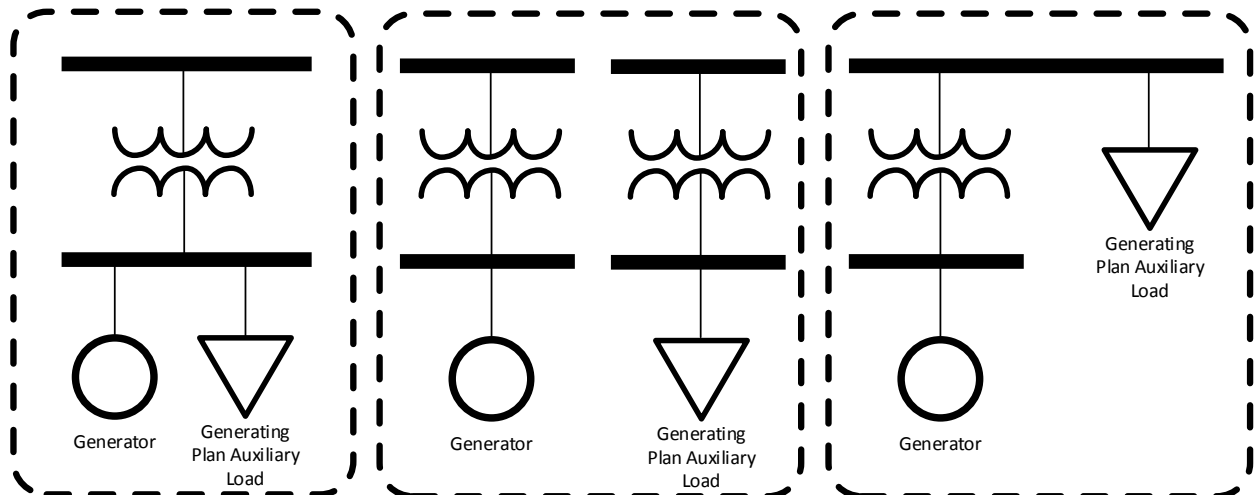 Generator
Generating
Plan Auxiliary
Load
Generator
Generating
Plan Auxiliary
Load
Generator
Generating
Plan Auxiliary
Load